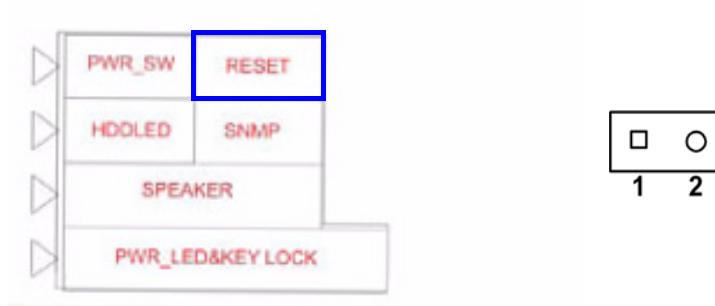 PWR_SW RESET
HDDLED SNMP
SPEAKER
PWR_LED&KEY LOCK
1 2